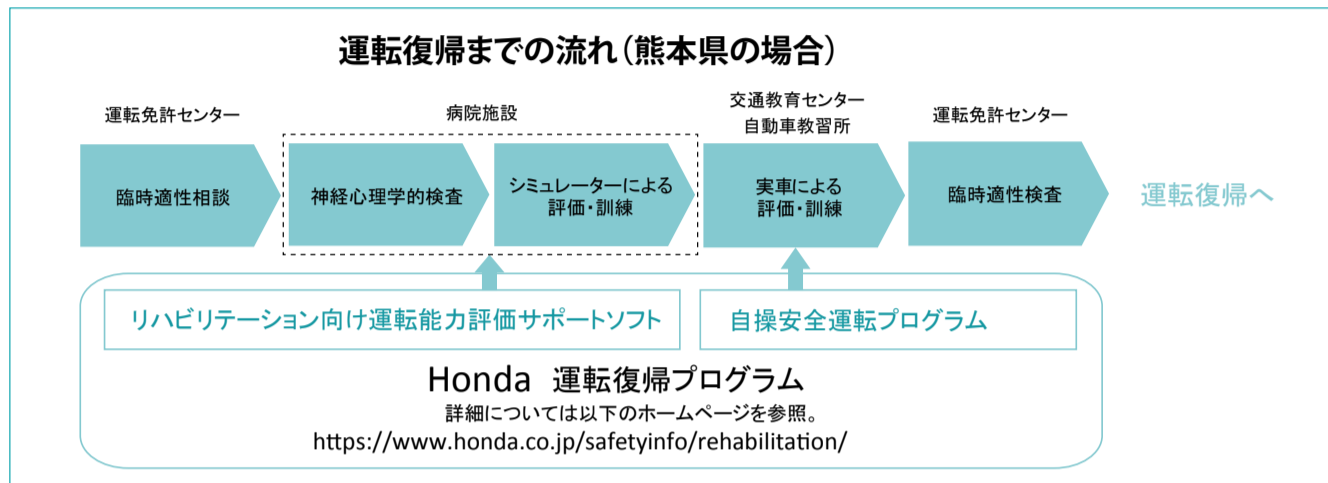 運転復帰までの流れ（熊本県の場合）
運転免許センター
病院施設
交通教育センター
自動車教習所
運転免許センター
臨時適性相談
神経心理学的検査
シミュレーターによる
評価・訓練
実車による
評価・訓練
臨時適性検査
運転復帰へ
リハビリテーション向け運転能力評価サポートソフト
自操安全運転プログラム
Honda 運転復帰プログラム
詳細については以下のホームページを参照。
https://www.honda.co.jp/safetyinfo/rehabilitation/